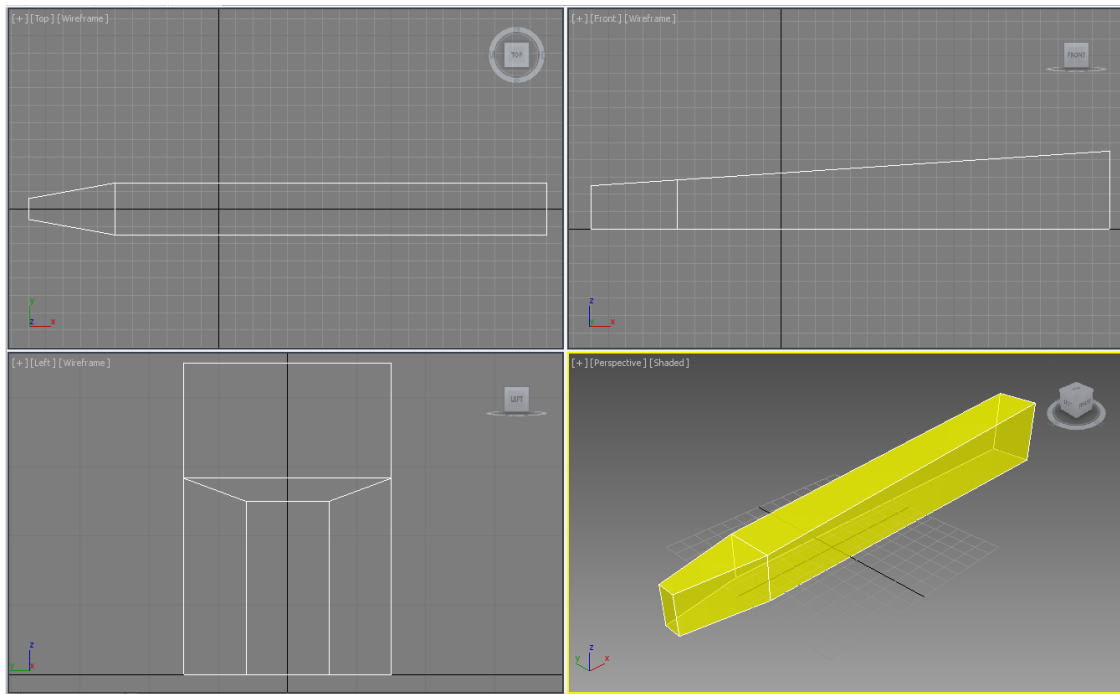 [+][Top][Wireframe]
TOP
y
z x
[+][Front][Wireframe]
FRONT
z
y x
[+][Left][Wireframe]
LEFT
z
y x
[+][Perspective][Shaded]
z
y x